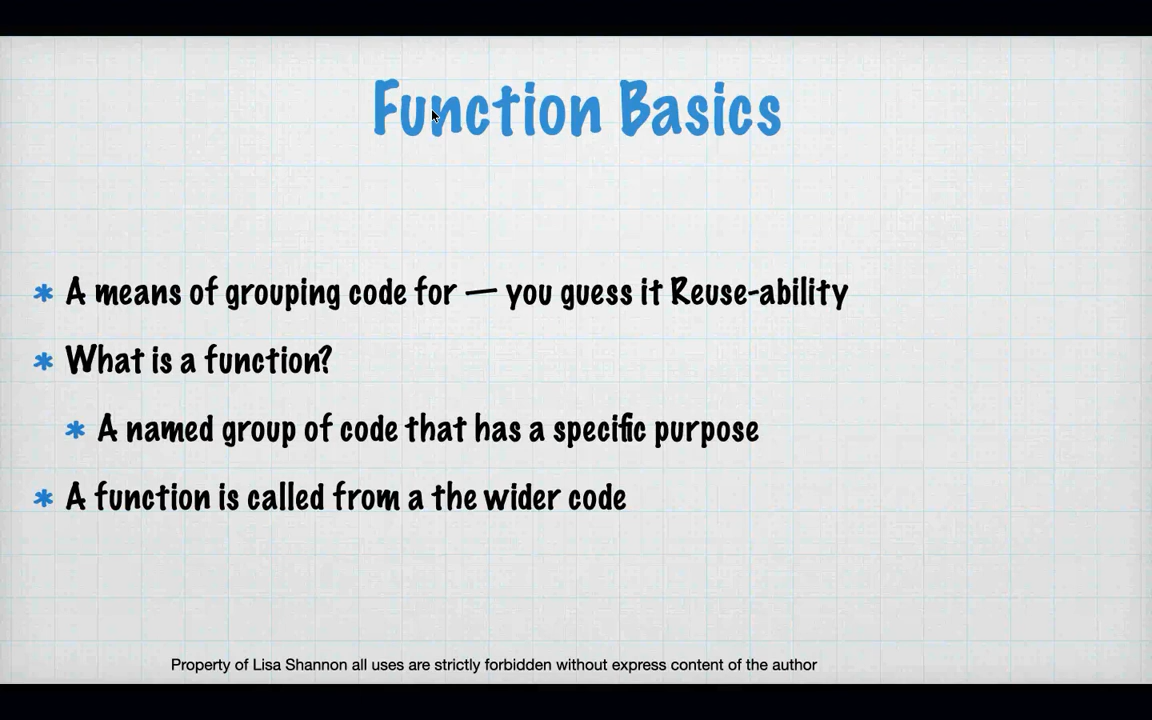 Function Basics
* A means of grouping code for — you guess it Reuse-ability
* What is a function?
* A named group of code that has a specific purpose
* A function is called from a the wider code
Property of Lisa Shannon all uses are strictly forbidden without express content of the author